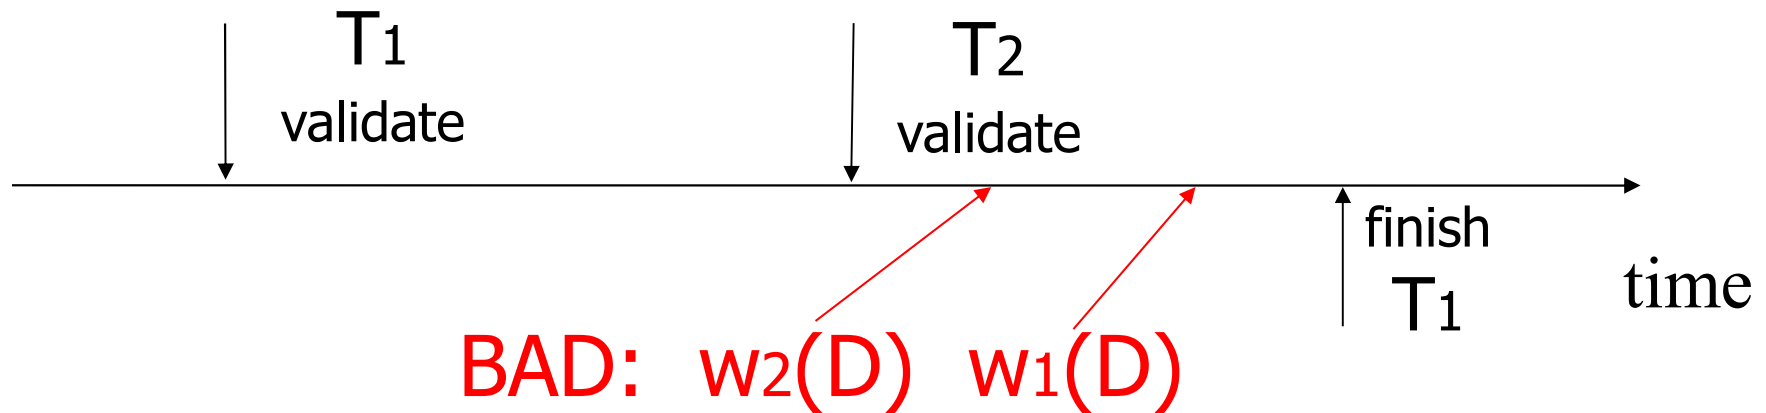 T1
validate
T2
validate
finish
T1
time
BAD: w2(D) w1(D)